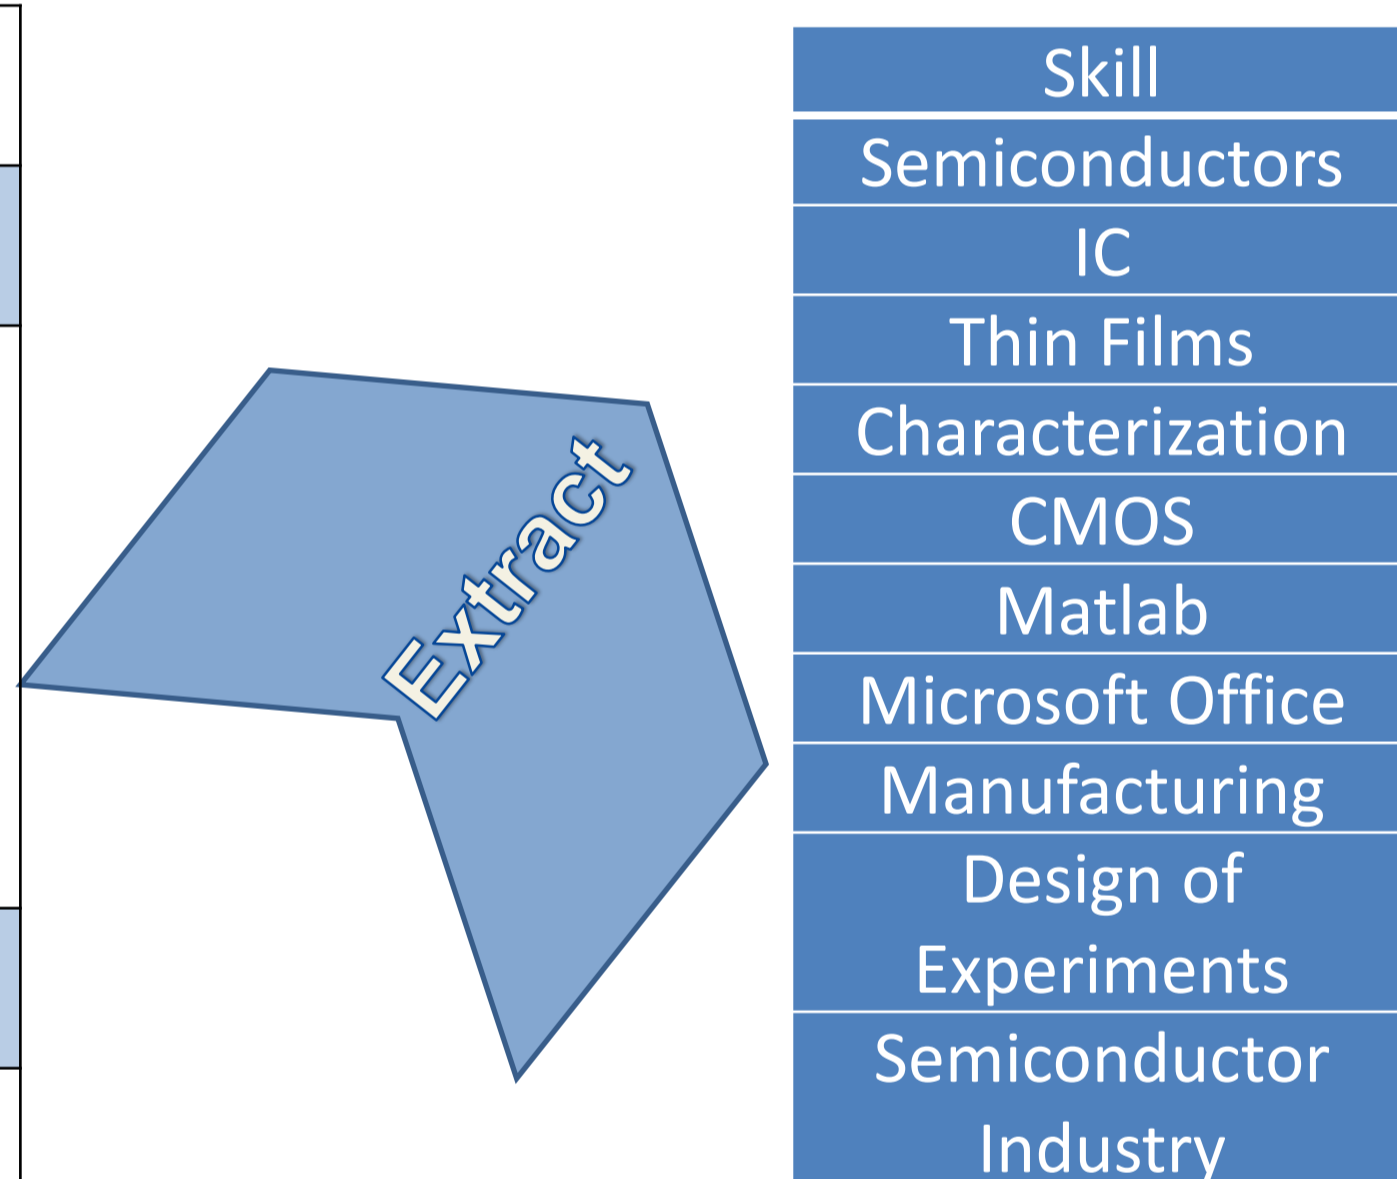 Skill
Semiconductors
IC
Thin Films
Characterization
CMOS
Matlab
Microsoft Office
Manufacturing
Design of
Experiments
Semiconductor
Industry
Extract